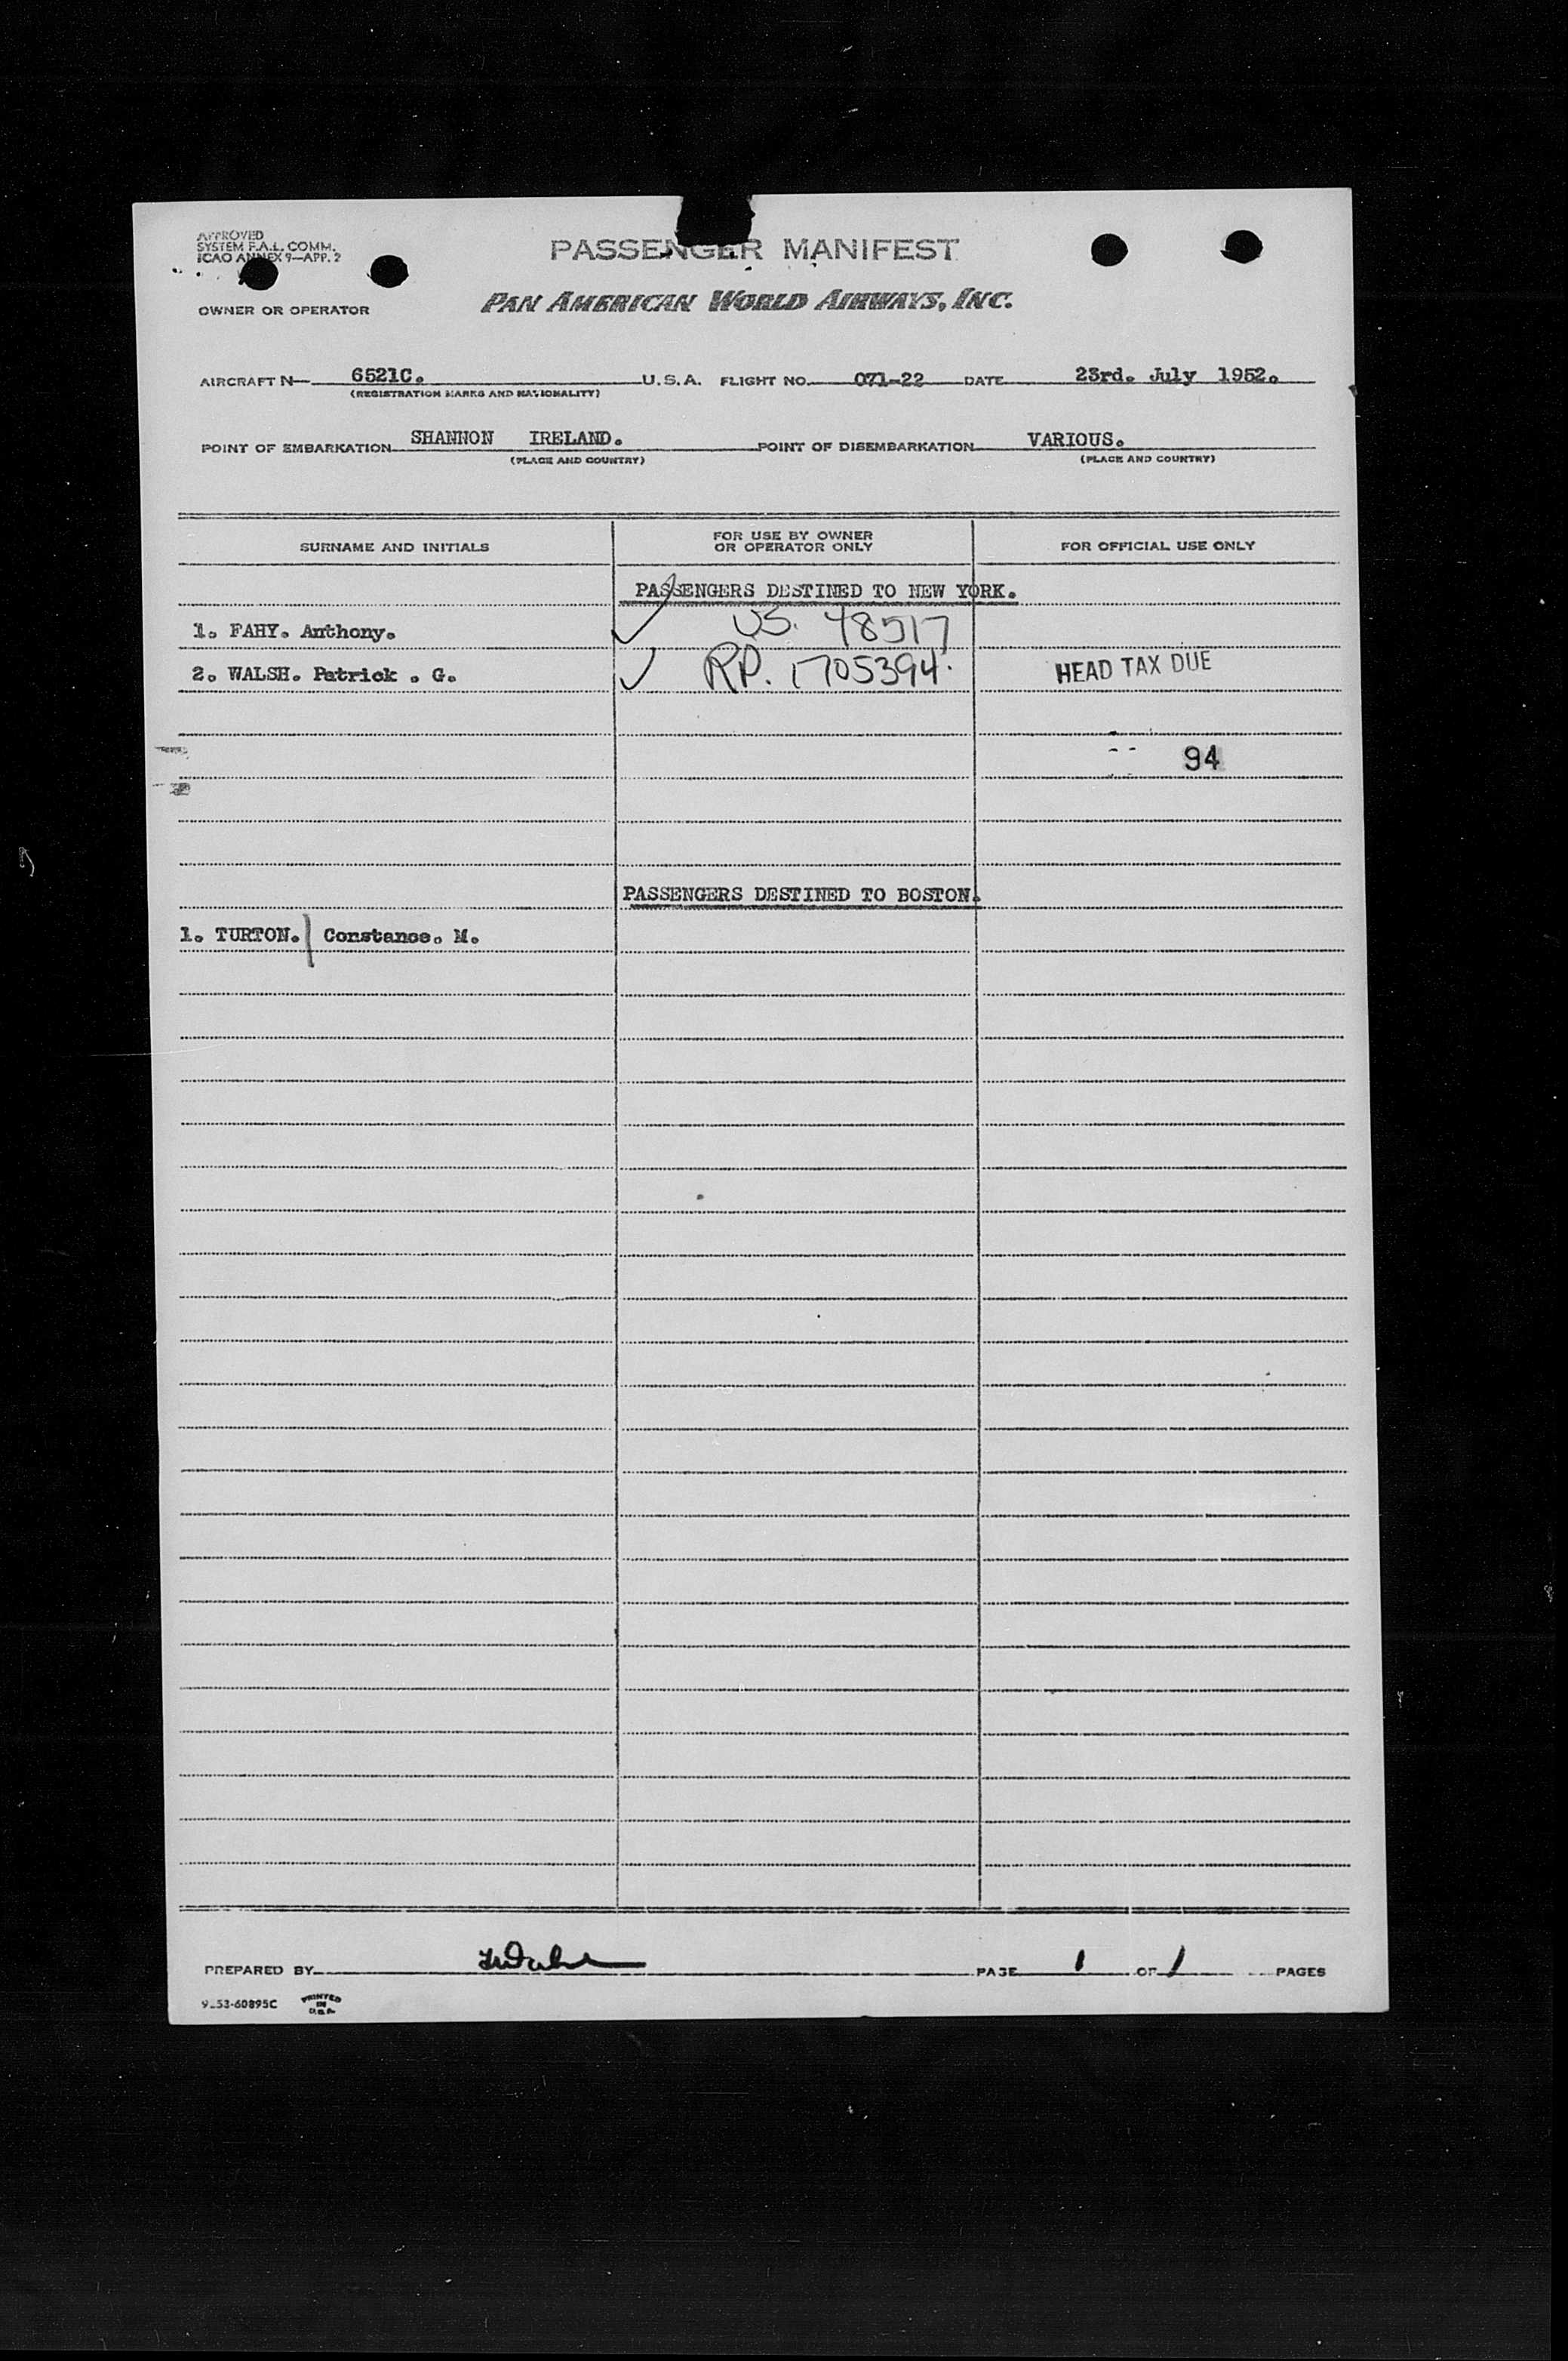 APPROVED
SYSTEM F.A.L. COMM.
ICAO ANNEX 9—APP. 2
PASSENGER MANIFEST
OWNER OR OPERATOR PAN AMERICAN WORLD AIRWAYS, INC.
AIRCRAFT N— 6521C. U.S.A. FLIGHT NO. 071-22 DATE 23rd. July 1952.
(REGISTRATION MARKS AND NATIONALITY)
POINT OF EMBARKATION SHANNON IRELAND. POINT OF DISEMBARKATION VARIOUS.
(PLACE AND COUNTRY) (PLACE AND COUNTRY)
SURNAME AND INITIALS FOR USE BY OWNER OR OPERATOR ONLY FOR OFFICIAL USE ONLY
PASSENGERS DESTINED TO NEW YORK.
1. FAHY. Anthony. US. 48517
2. WALSH. Patrick . G. RP. 1705394. HEAD TAX DUE
94
PASSENGERS DESTINED TO BOSTON.
1. TURTON. Constance. M.
PREPARED BY PAGE 1 OF 1 PAGES
9-53-60895C PRINTED IN U.S.A.